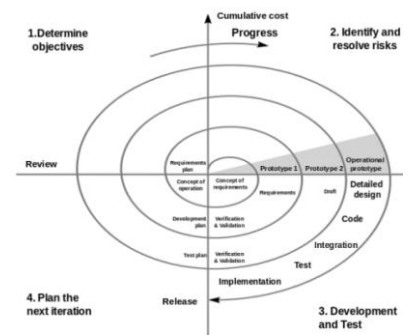 Cumulative cost
Progress
1.Determine
objectives
2. Identify and
resolve risks
Review
Requirements
plan
Concept of
operation
Concept of
requirements
Prototype 1
Prototype 2
Operational
prototype
Requirements
Draft
Detailed
design
Development
plan
Verification
& Validation
Code
Integration
Test plan
Verification
& Validation
Test
Implementation
Release
4. Plan the
next iteration
3. Development
and Test